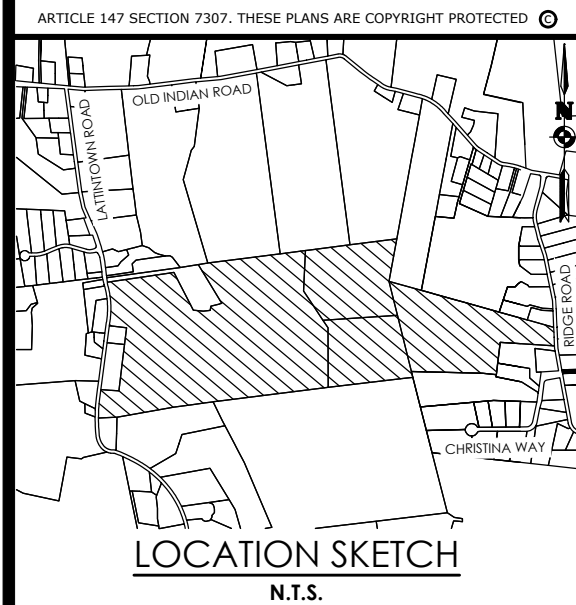 ARTICLE 147 SECTION 7307. THESE PLANS ARE COPYRIGHT PROTECTED ©
OLD INDIAN ROAD
LATTINTOWN ROAD
N
RIDGE ROAD
CHRISTINA WAY
LOCATION SKETCH
N.T.S.